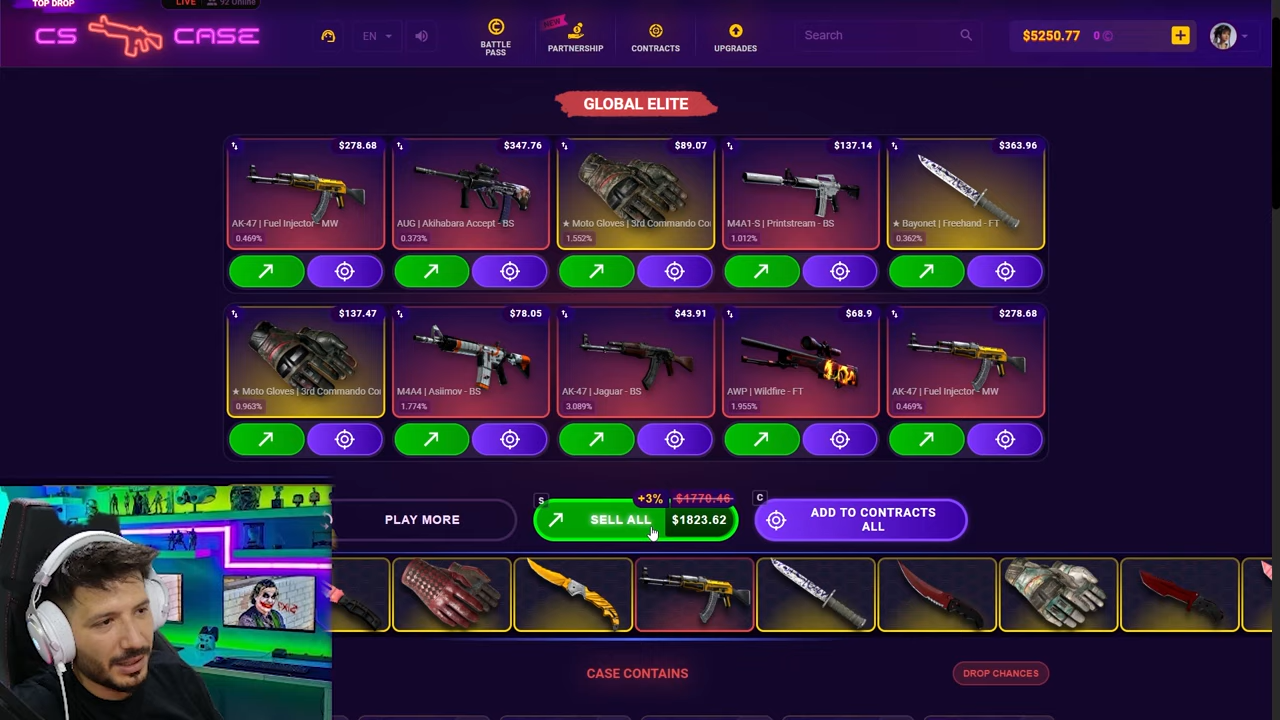 TOP DROP
LIVE 92 Online
CS CASE
EN
BATTLE
PASS
NEW
PARTNERSHIP
CONTRACTS
UPGRADES
Search
$5250.77 0
GLOBAL ELITE
$278.68
AK-47 | Fuel Injector - MW
0.469%
$347.76
AUG | Akihabara Accept - BS
0.373%
$89.07
★ Moto Gloves | 3rd Commando Co
1.552%
$137.14
M4A1-S | Printstream - BS
1.012%
$363.96
★ Bayonet | Freehand - FT
0.362%
$137.47
★ Moto Gloves | 3rd Commando Co
0.963%
$78.05
M4A4 | Asiimov - BS
1.774%
$43.91
AK-47 | Jaguar - BS
3.089%
$68.9
AWP | Wildfire - FT
1.955%
$278.68
AK-47 | Fuel Injector - MW
0.469%
PLAY MORE
S
+3% $1770.46
SELL ALL $1823.62
C
ADD TO CONTRACTS
ALL
CASE CONTAINS
DROP CHANCES